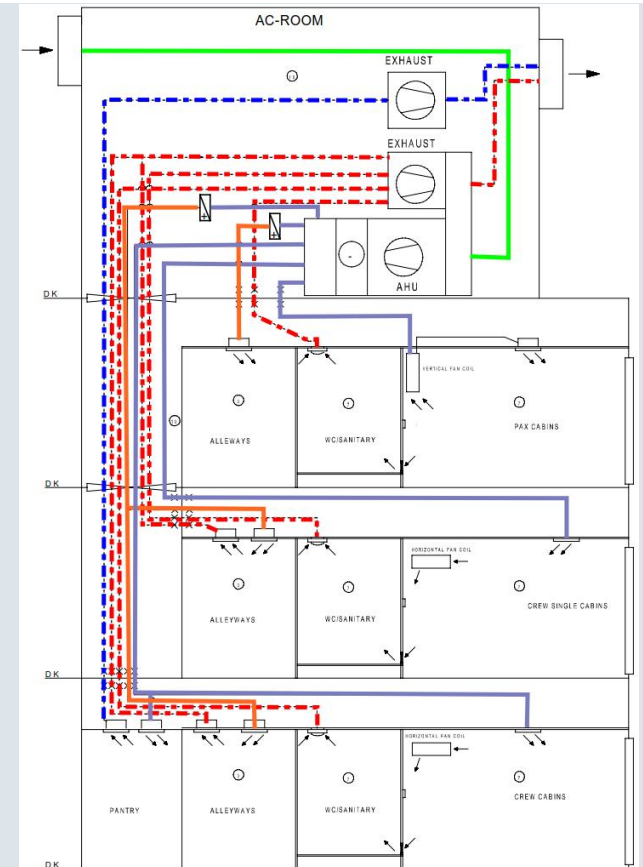 AC-ROOM
EXHAUST
EXHAUST
+
+
-
AHU
DK
VERTICAL FAN COIL
ALLEWAYS
WC/SANITARY
PAX CABINS
DK
HORIZONTAL FAN COIL
ALLEYWAYS
WC/SANITARY
CREW SINGLE CABINS
DK
HORIZONTAL FAN COIL
PANTRY
ALLEYWAYS
WC/SANITARY
CREW CABINS
DK